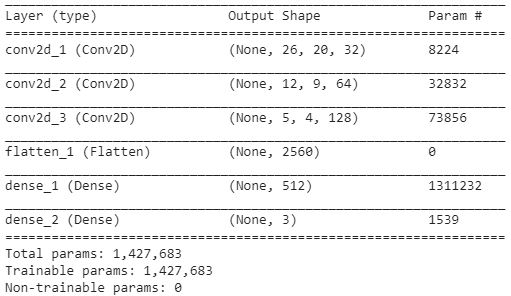 Layer (type) Output Shape Param #
conv2d_1 (Conv2D) (None, 26, 20, 32) 8224
conv2d_2 (Conv2D) (None, 12, 9, 64) 32832
conv2d_3 (Conv2D) (None, 5, 4, 128) 73856
flatten_1 (Flatten) (None, 2560) 0
dense_1 (Dense) (None, 512) 1311232
dense_2 (Dense) (None, 3) 1539
Total params: 1,427,683
Trainable params: 1,427,683
Non-trainable params: 0